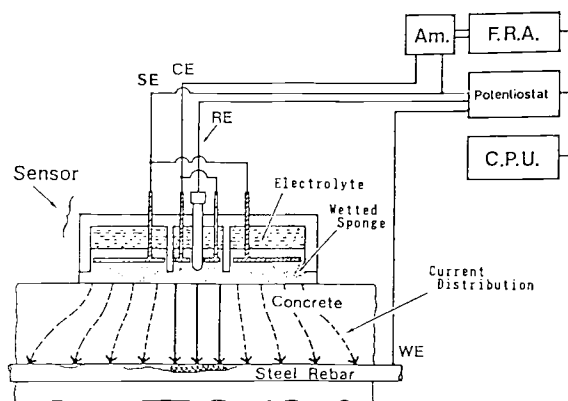 Am.
F.R.A.
CE
SE
Potentiostat
RE
C.P.U.
Sensor
Electrolyte
Wetted
Sponge
Current
Distribution
Concrete
WE
Steel Rebar